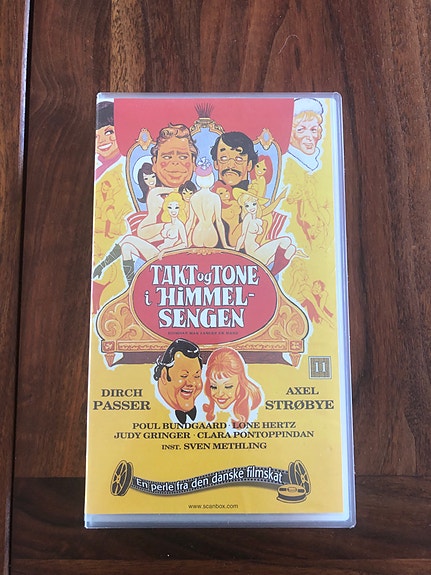 TAKT og TONE
i HiMMEL-
SENGEN
11
DIRCH
PASSER
AXEL
STRØBYE
POUL BUNDGAARD · LONE HERTZ
JUDY GRINGER · CLARA PONTOPPINDAN
INST. SVEN METHLING
En perle fra den danske filmskat
www.scanbox.com